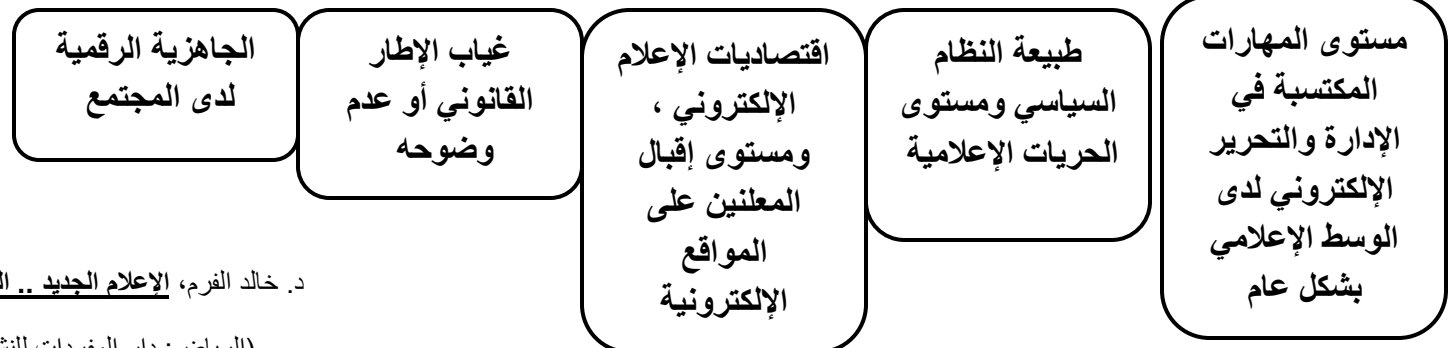 مستوى المهارات
المكتسبة في
الإدارة والتحرير
الإلكتروني لدى
الوسط الإعلامي
بشكل عام
طبيعة النظام
السياسي ومستوى
الحريات الإعلامية
اقتصاديات الإعلام
الإلكتروني ،
ومستوى إقبال
المعلنين على
المواقع
الإلكترونية
غياب الإطار
القانوني أو عدم
وضوحه
الجاهزية الرقمية
لدى المجتمع
د. خالد الفرم، الإعلام الجديد ..